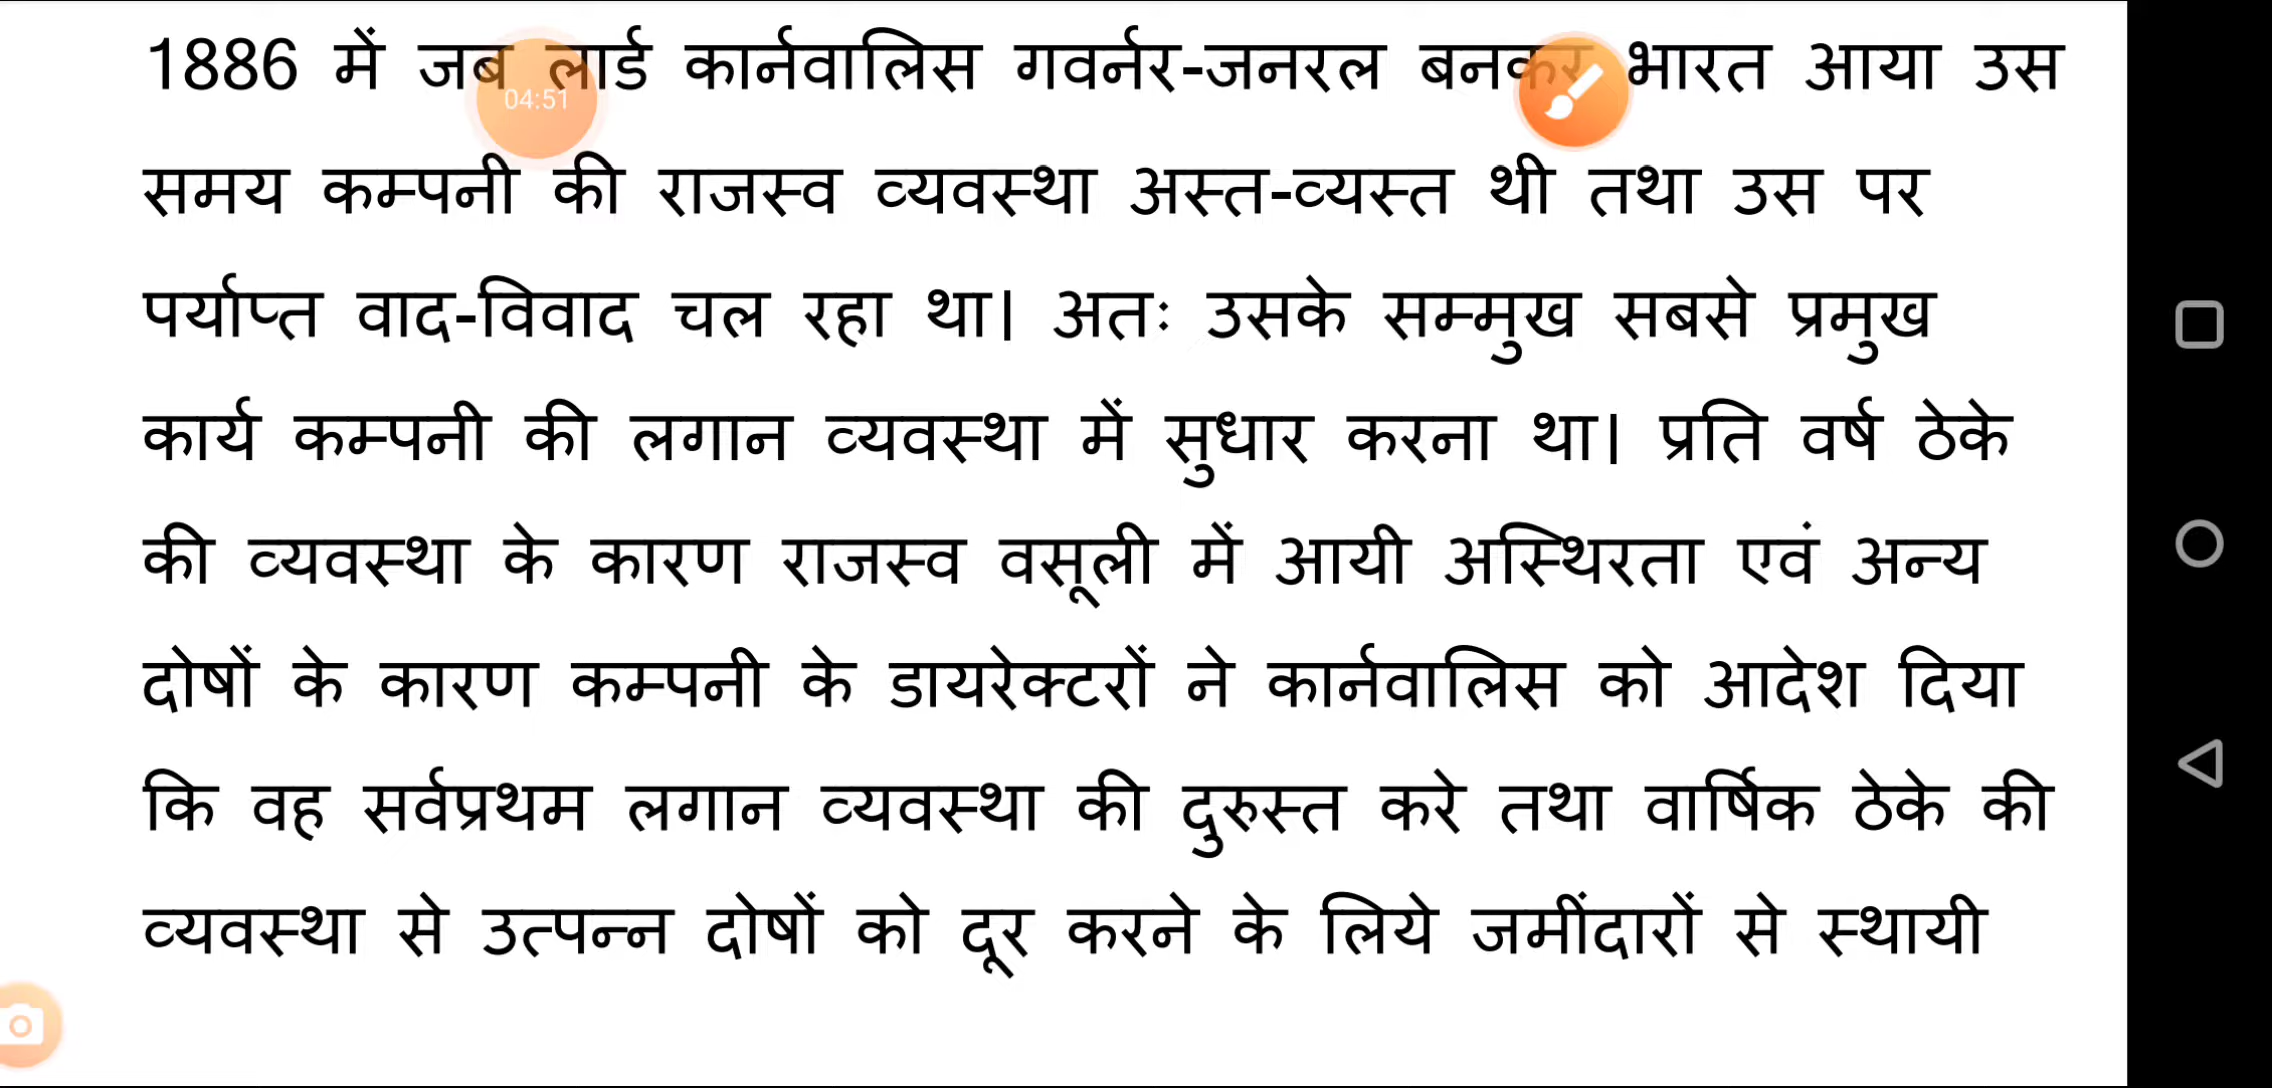 1886 में जब लार्ड कार्नवालिस गवर्नर-जनरल बनकर भारत आया उस
04:51
समय कम्पनी की राजस्व व्यवस्था अस्त-व्यस्त थी तथा उस पर
पर्याप्त वाद-विवाद चल रहा था। अतः उसके सम्मुख सबसे प्रमुख
कार्य कम्पनी की लगान व्यवस्था में सुधार करना था। प्रति वर्ष ठेके
की व्यवस्था के कारण राजस्व वसूली में आयी अस्थिरता एवं अन्य
दोषों के कारण कम्पनी के डायरेक्टरों ने कार्नवालिस को आदेश दिया
कि वह सर्वप्रथम लगान व्यवस्था की दुरुस्त करे तथा वार्षिक ठेके की
व्यवस्था से उत्पन्न दोषों को दूर करने के लिये जमींदारों से स्थायी